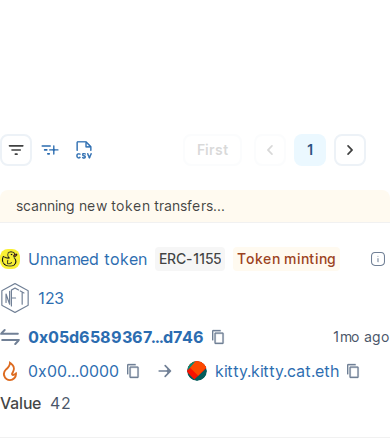 CSV
First
1
scanning new token transfers...
Unnamed token ERC-1155 Token minting
NFT 123
0x05d6589367...d746 1mo ago
0x00...0000 kitty.kitty.cat.eth
Value 42